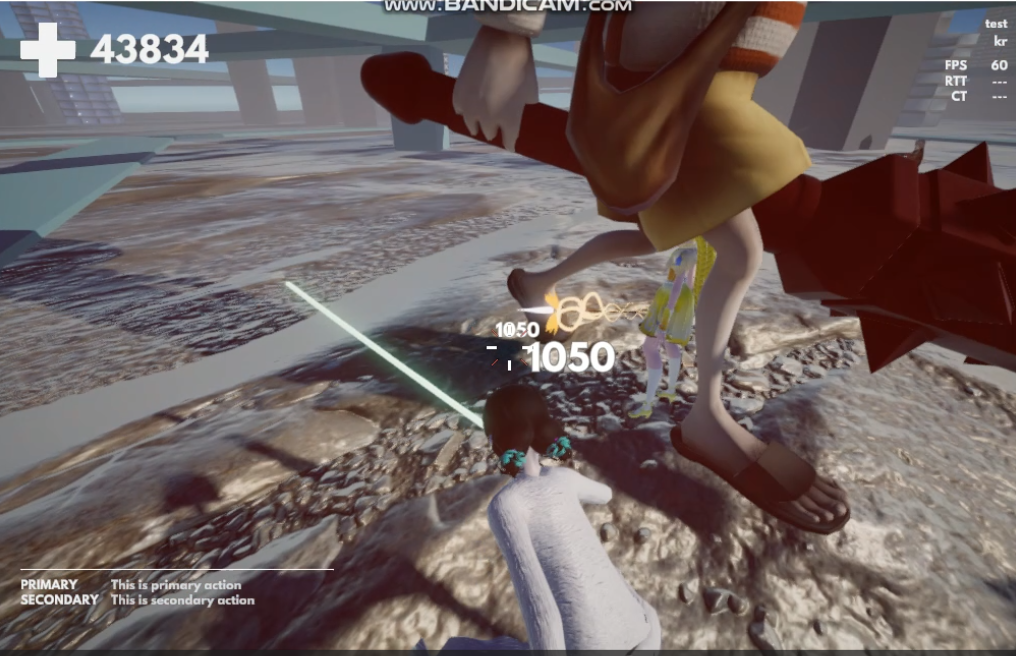 WWW.BANDICAM.COM
43834
test
kr
FPS 60
RTT ---
CT ---
1050
1050
PRIMARY This is primary action
SECONDARY This is secondary action